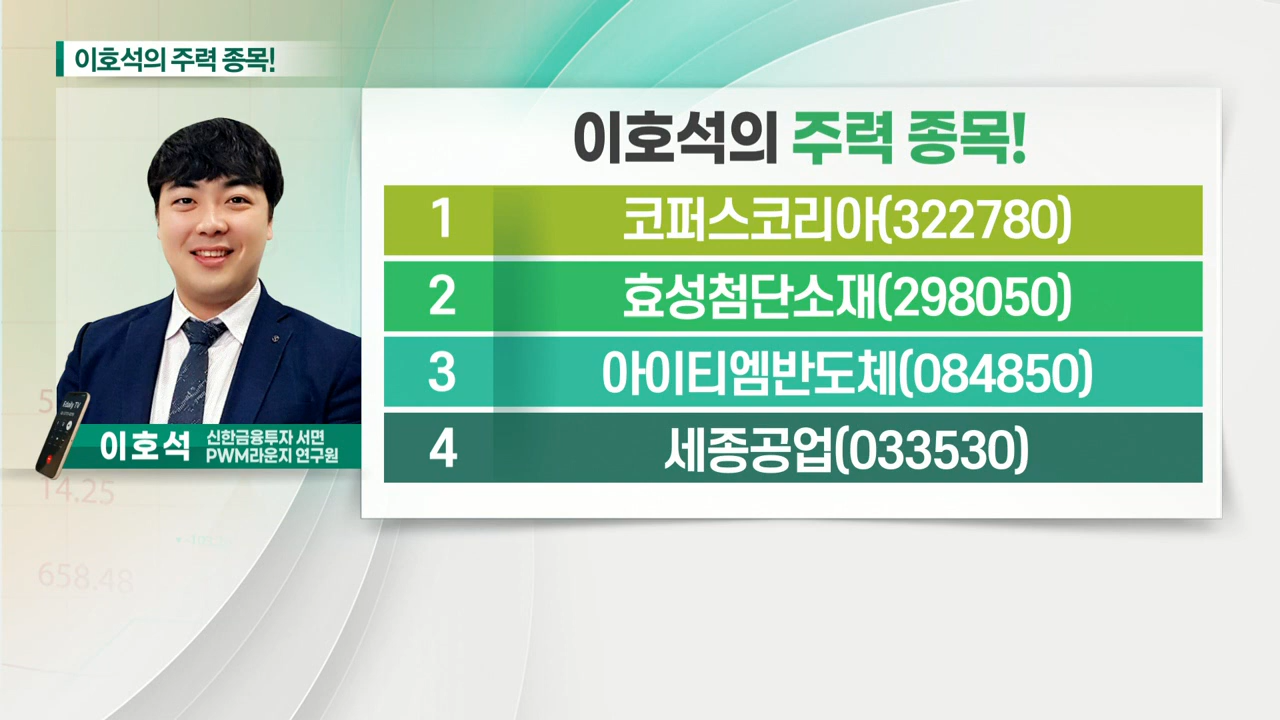 이호석의 주력 종목!
이호석의 주력 종목!
1 코퍼스코리아(322780)
2 효성첨단소재(298050)
3 아이티엠반도체(084850)
4 세종공업(033530)
Edaily TV
이호석 신한금융투자 서면
PWM라운지 연구원
14.25
658.48